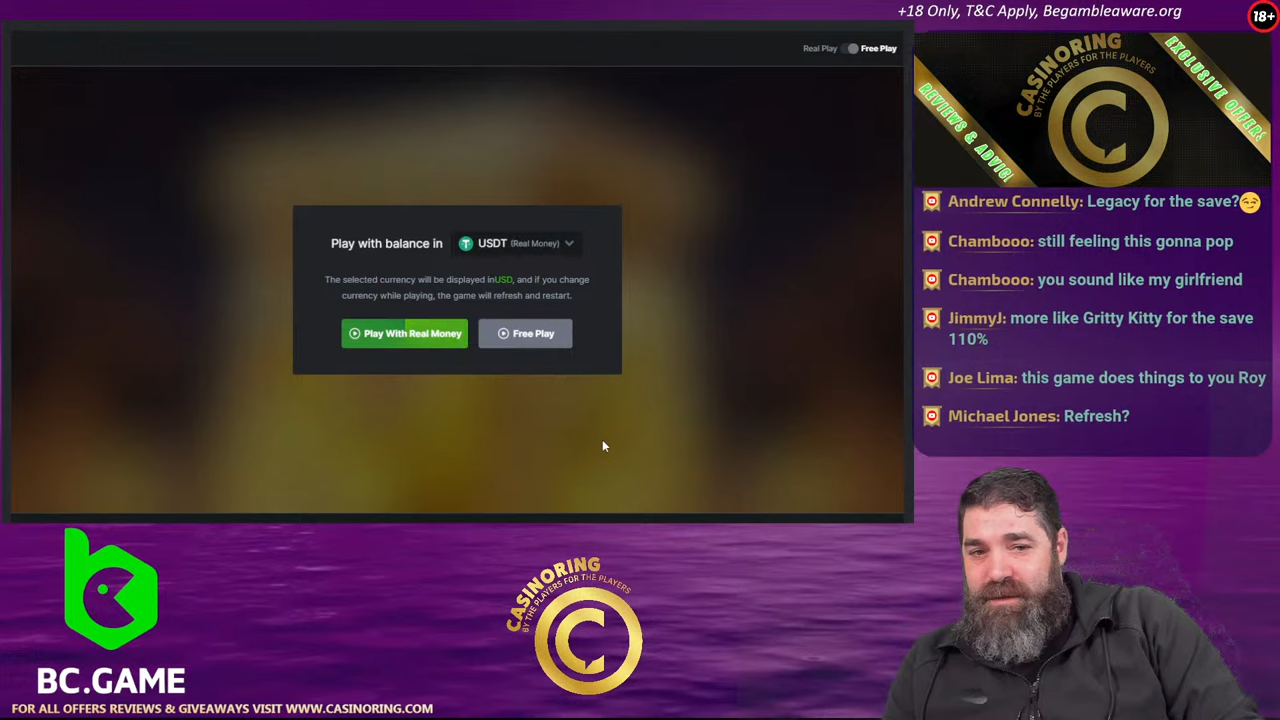 +18 Only, T&C Apply, Begambleaware.org
18+
Real Play
Free Play
CASINORING
BY THE PLAYERS FOR THE PLAYERS
REVIEWS & ADVIC
EXCLUSIVE OFFERS
Play with balance in
USDT (Real Money)
The selected currency will be displayed inUSD, and if you change
currency while playing, the game will refresh and restart.
Play With Real Money
Free Play
Andrew Connelly: Legacy for the save?😏
Chambooo: still feeling this gonna pop
Chambooo: you sound like my girlfriend
JimmyJ: more like Gritty Kitty for the save
110%
Joe Lima: this game does things to you Roy
Michael Jones: Refresh?
CASINORING
BY THE PLAYERS FOR THE PLAYERS
BC.GAME
FOR ALL OFFERS REVIEWS & GIVEAWAYS VISIT WWW.CASINORING.COM